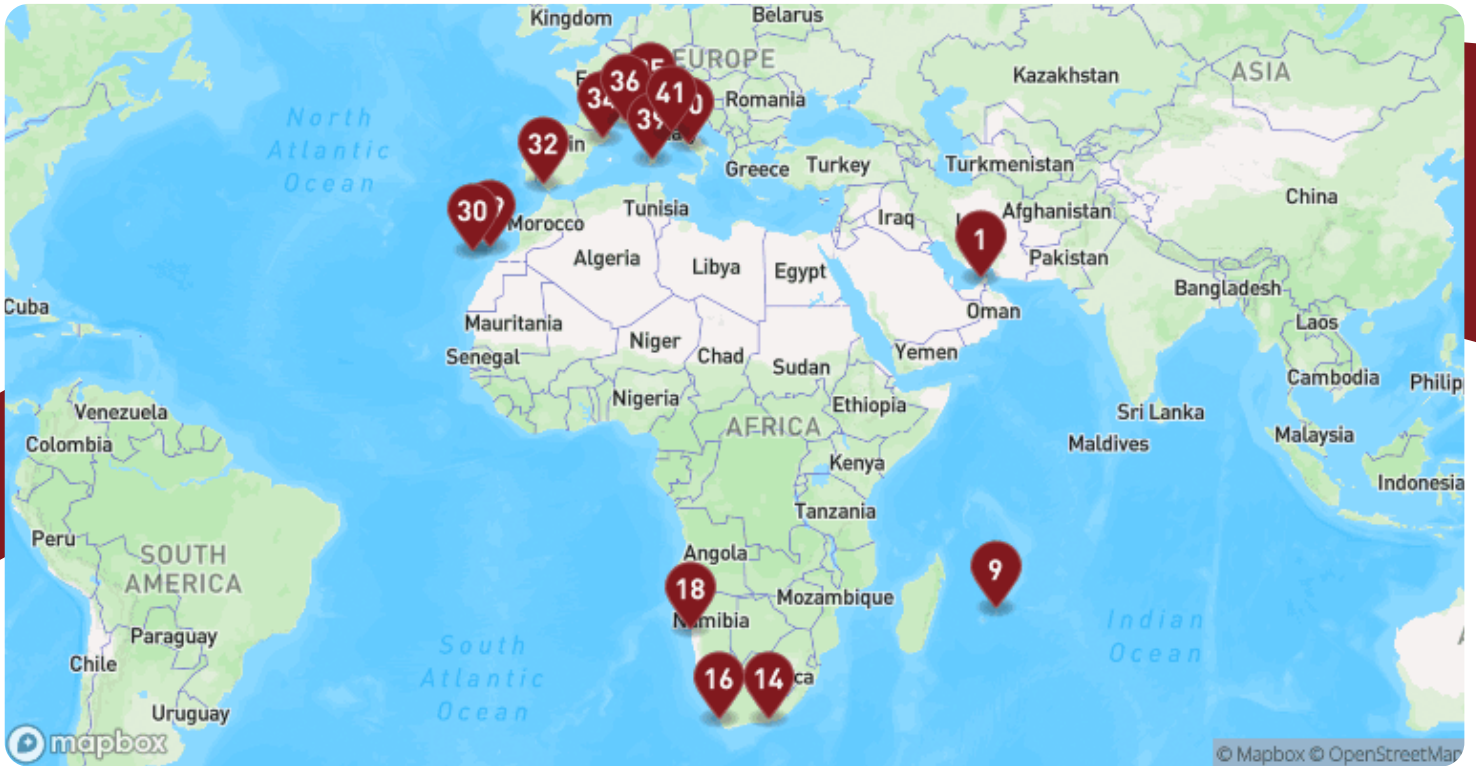 Kingdom
Belarus
EUROPE
Kazakhstan
ASIA
36
41
Romania
North
Atlantic
Ocean
32
Greece
Turkey
Turkmenistan
China
30
Morocco
Tunisia
Iraq
Afghanistan
1
Algeria
Libya
Egypt
Pakistan
Bangladesh
Cuba
Oman
Mauritania
Laos
Niger
Senegal
Chad
Sudan
Yemen
Cambodia
Philip
Nigeria
Ethiopia
Venezuela
Sri Lanka
AFRICA
Colombia
Maldives
Malaysia
Kenya
Indonesia
Tanzania
Peru
SOUTH
AMERICA
Angola
9
18
Mozambique
Namibia
Indian
Ocean
Paraguay
South
Atlantic
Ocean
Chile
16
14
ca
Uruguay
mapbox
© Mapbox © OpenStreetMap